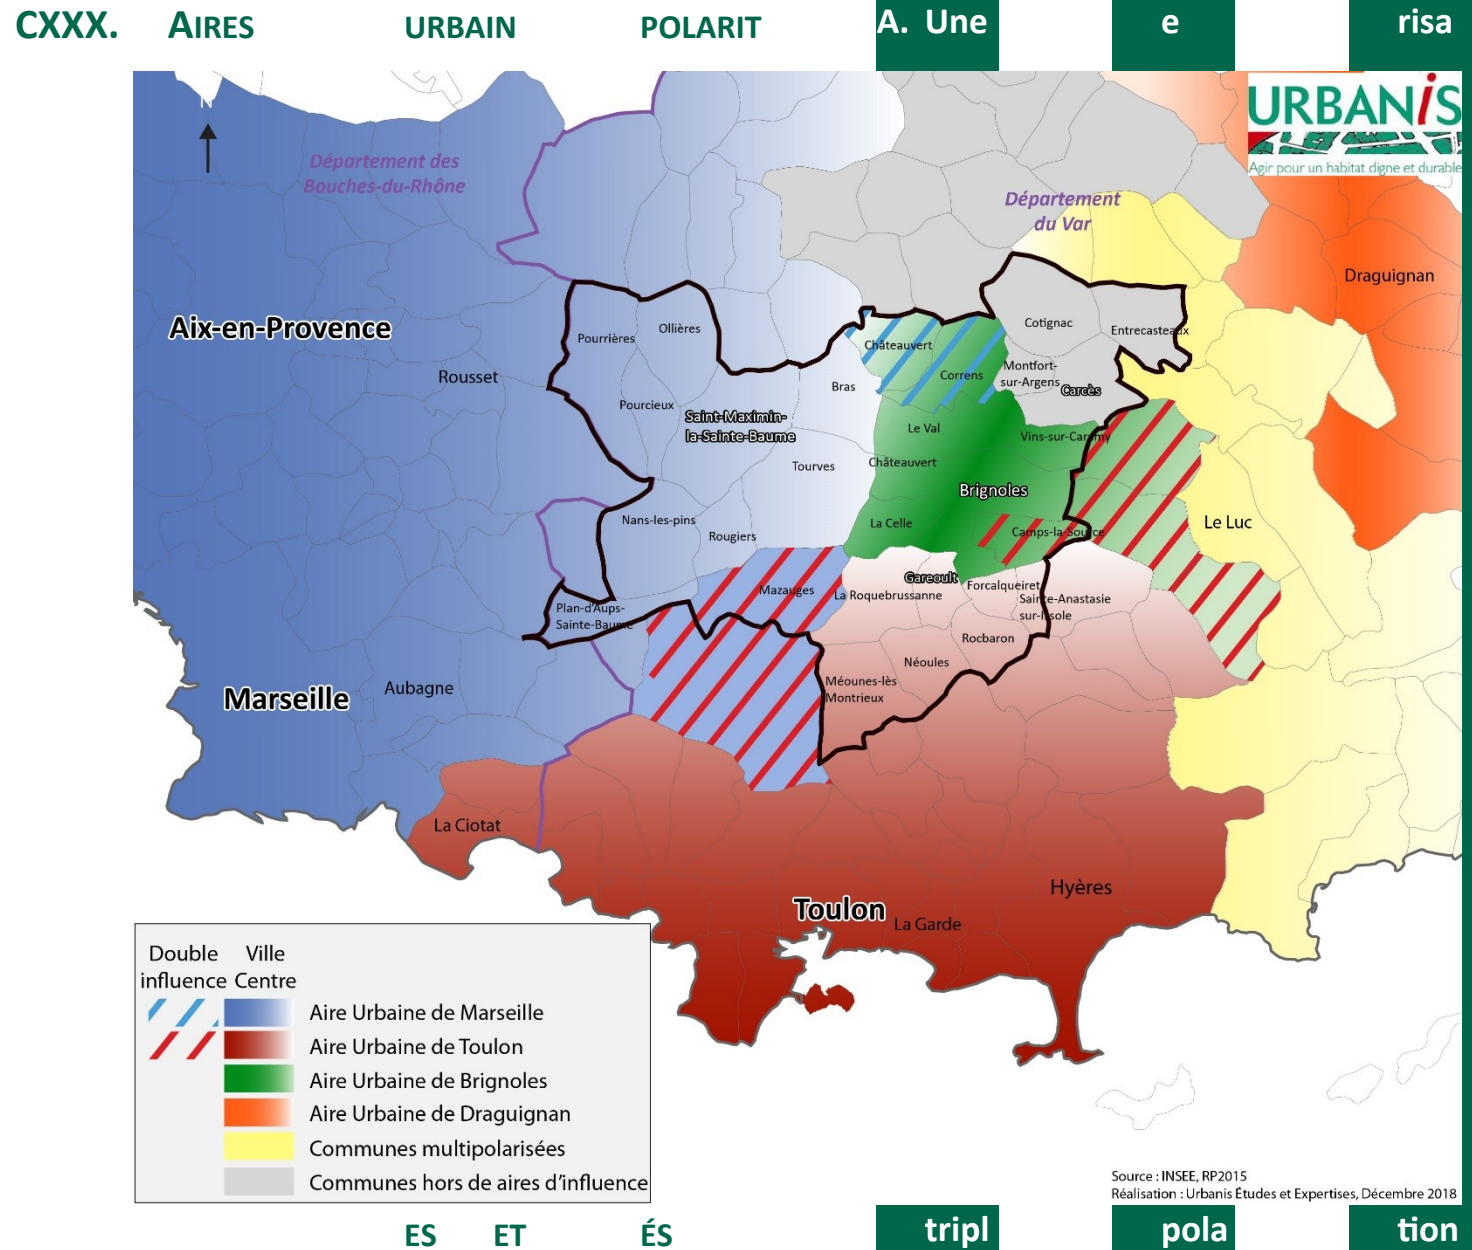 CXXX. AIRES URBAIN POLARIT A. Une e risa
N
URBANiS
Agir pour un habitat digne et durable
Département des
Bouches-du-Rhône
Département
du Var
Draguignan
Aix-en-Provence
Rousset
Pourrières
Ollières
Cotignac
Entrecasteaux
Châteauvert
Correns
Montfort-
sur-Argens
Carcès
Bras
Pourcieux
Saint-Maximin-
la-Sainte-Baume
Le Val
Vins-sur-Caramy
Tourves
Châteauvert
Brignoles
Nans-les-pins
Rougiers
La Celle
Camps-la-Source
Le Luc
Mazauges
Gareoult
La Roquebrussanne
Forcalqueiret
Sainte-Anastasie
sur-Issole
Plan-d'Aups-
Sainte-Baume
Rocbaron
Néoules
Méounes-lès
Montrieux
Marseille
Aubagne
La Ciotat
Toulon
Hyères
La Garde
Double
influence
Ville
Centre
Aire Urbaine de Marseille
Aire Urbaine de Toulon
Aire Urbaine de Brignoles
Aire Urbaine de Draguignan
Communes multipolarisées
Communes hors de aires d'influence
Source : INSEE, RP2015
Réalisation : Urbanis Études et Expertises, Décembre 2018
ES ET ÉS tripl pola tion